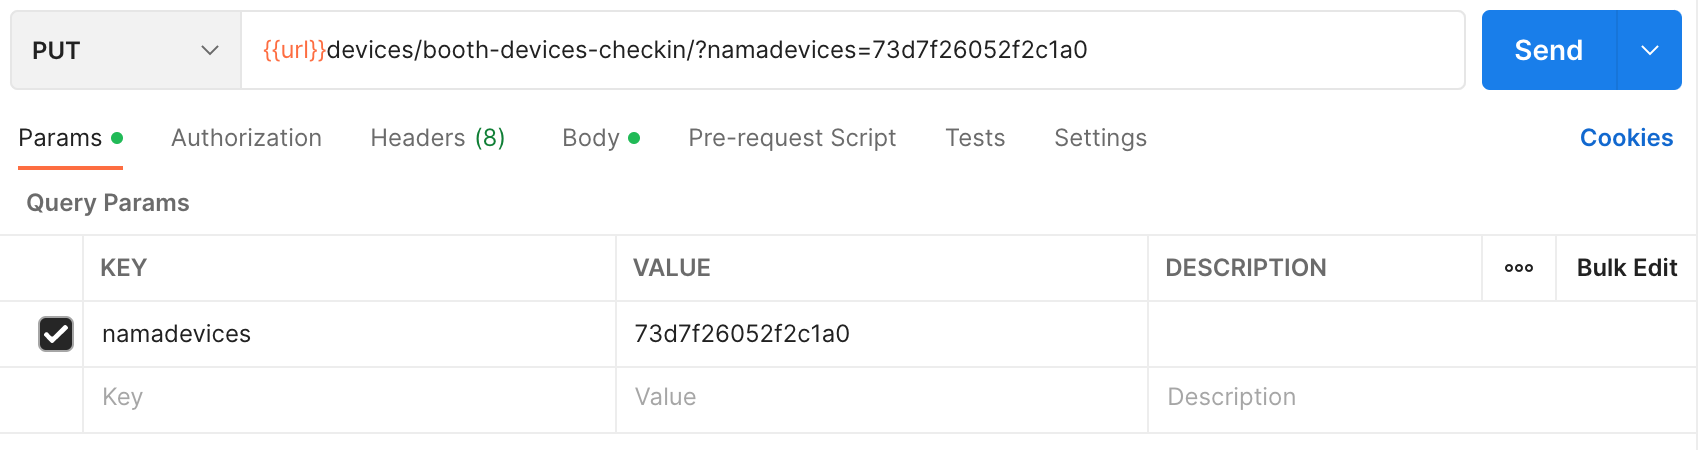 PUT {{url}}devices/booth-devices-checkin/?namadevices=73d7f26052f2c1a0 Send
Params Authorization Headers (8) Body Pre-request Script Tests Settings Cookies
Query Params
KEY VALUE DESCRIPTION ooo Bulk Edit
namadevices 73d7f26052f2c1a0
Key Value Description